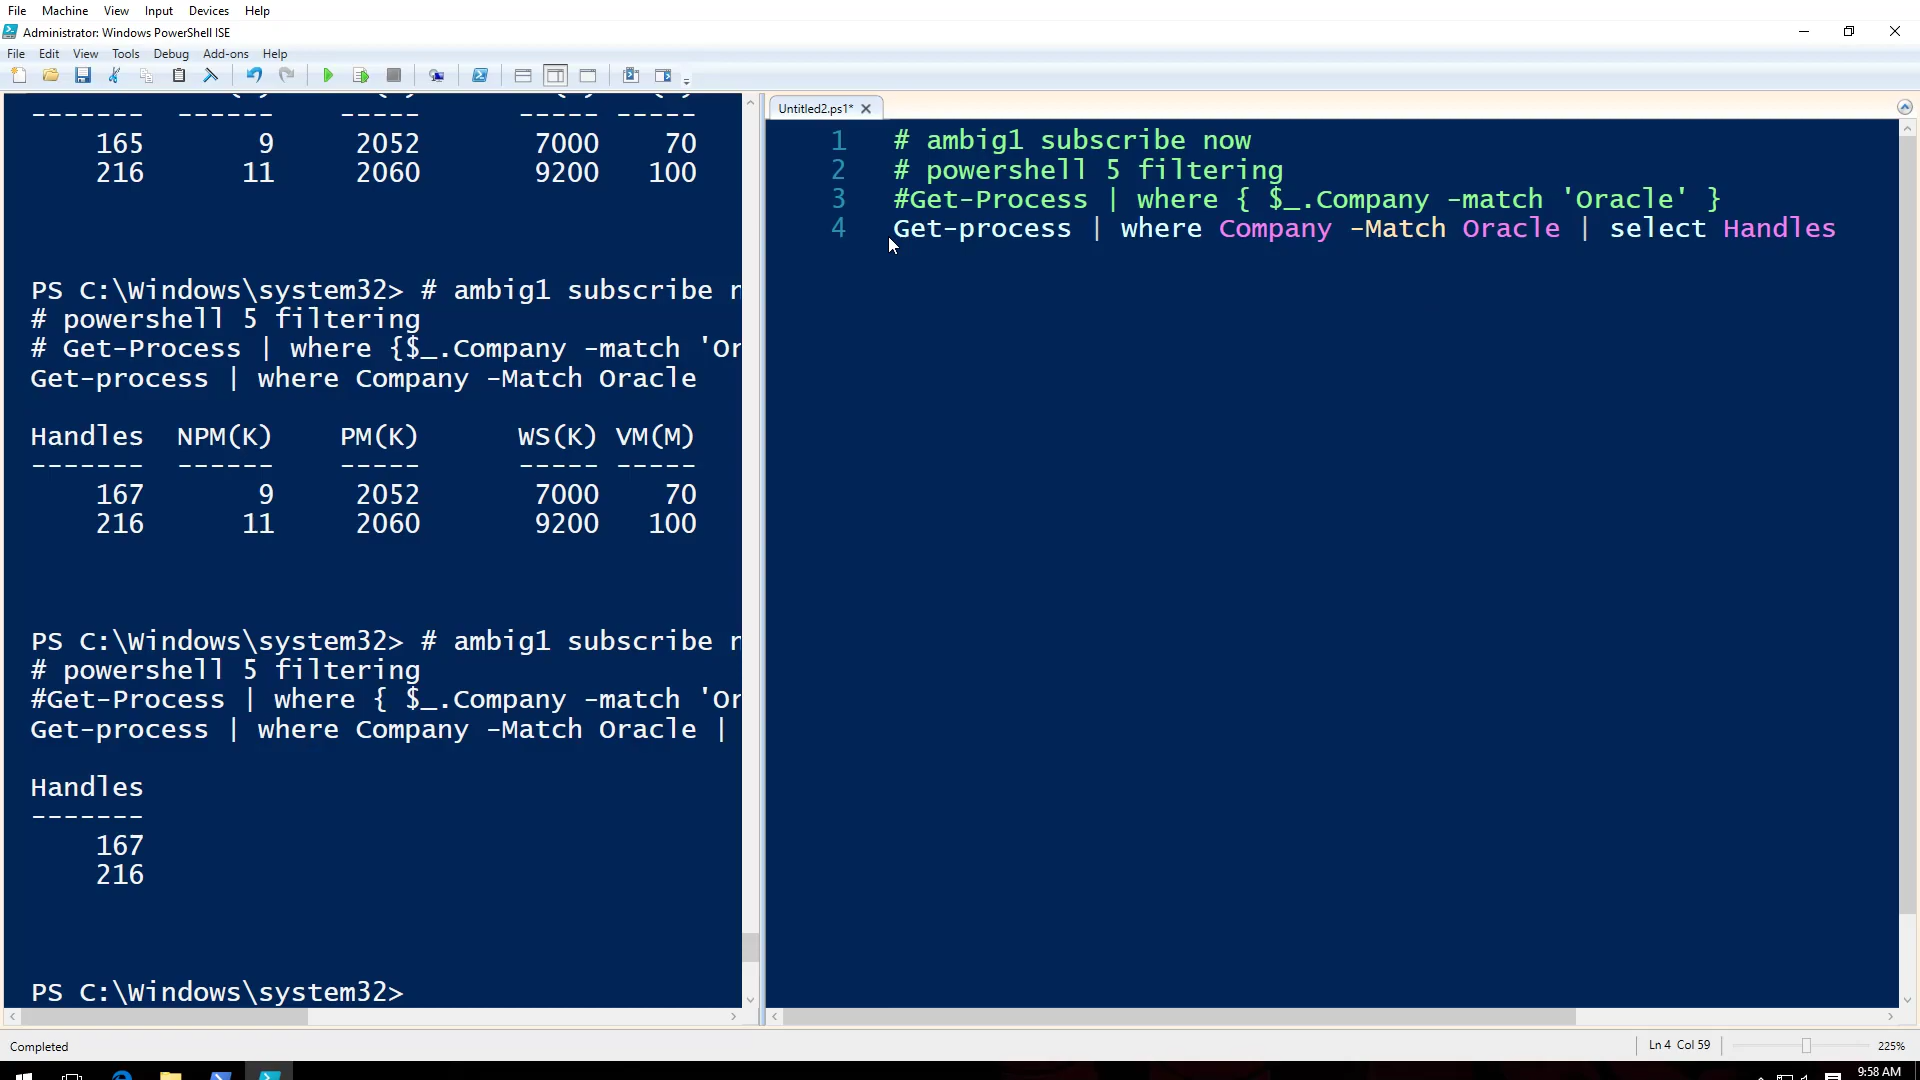 File Machine View Input Devices Help
Administrator: Windows PowerShell ISE
File Edit View Tools Debug Add-ons Help
------- ------ ----- ----- -----
165 9 2052 7000 70
216 11 2060 9200 100
PS C:\Windows\system32> # ambig1 subscribe n
# powershell 5 filtering
# Get-Process | where {$_.Company -match 'Or
Get-process | where Company -Match Oracle
Handles NPM(K) PM(K) WS(K) VM(M)
------- ------ ----- ----- -----
167 9 2052 7000 70
216 11 2060 9200 100
PS C:\Windows\system32> # ambig1 subscribe n
# powershell 5 filtering
#Get-Process | where { $_.Company -match 'Or
Get-process | where Company -Match Oracle |
Handles
-------
167
216
PS C:\Windows\system32>
Untitled2.ps1*
1 # ambig1 subscribe now
2 # powershell 5 filtering
3 #Get-Process | where { $_.Company -match 'Oracle' }
4 Get-process | where Company -Match Oracle | select Handles
Completed
Ln 4 Col 59
225%
9:58 AM